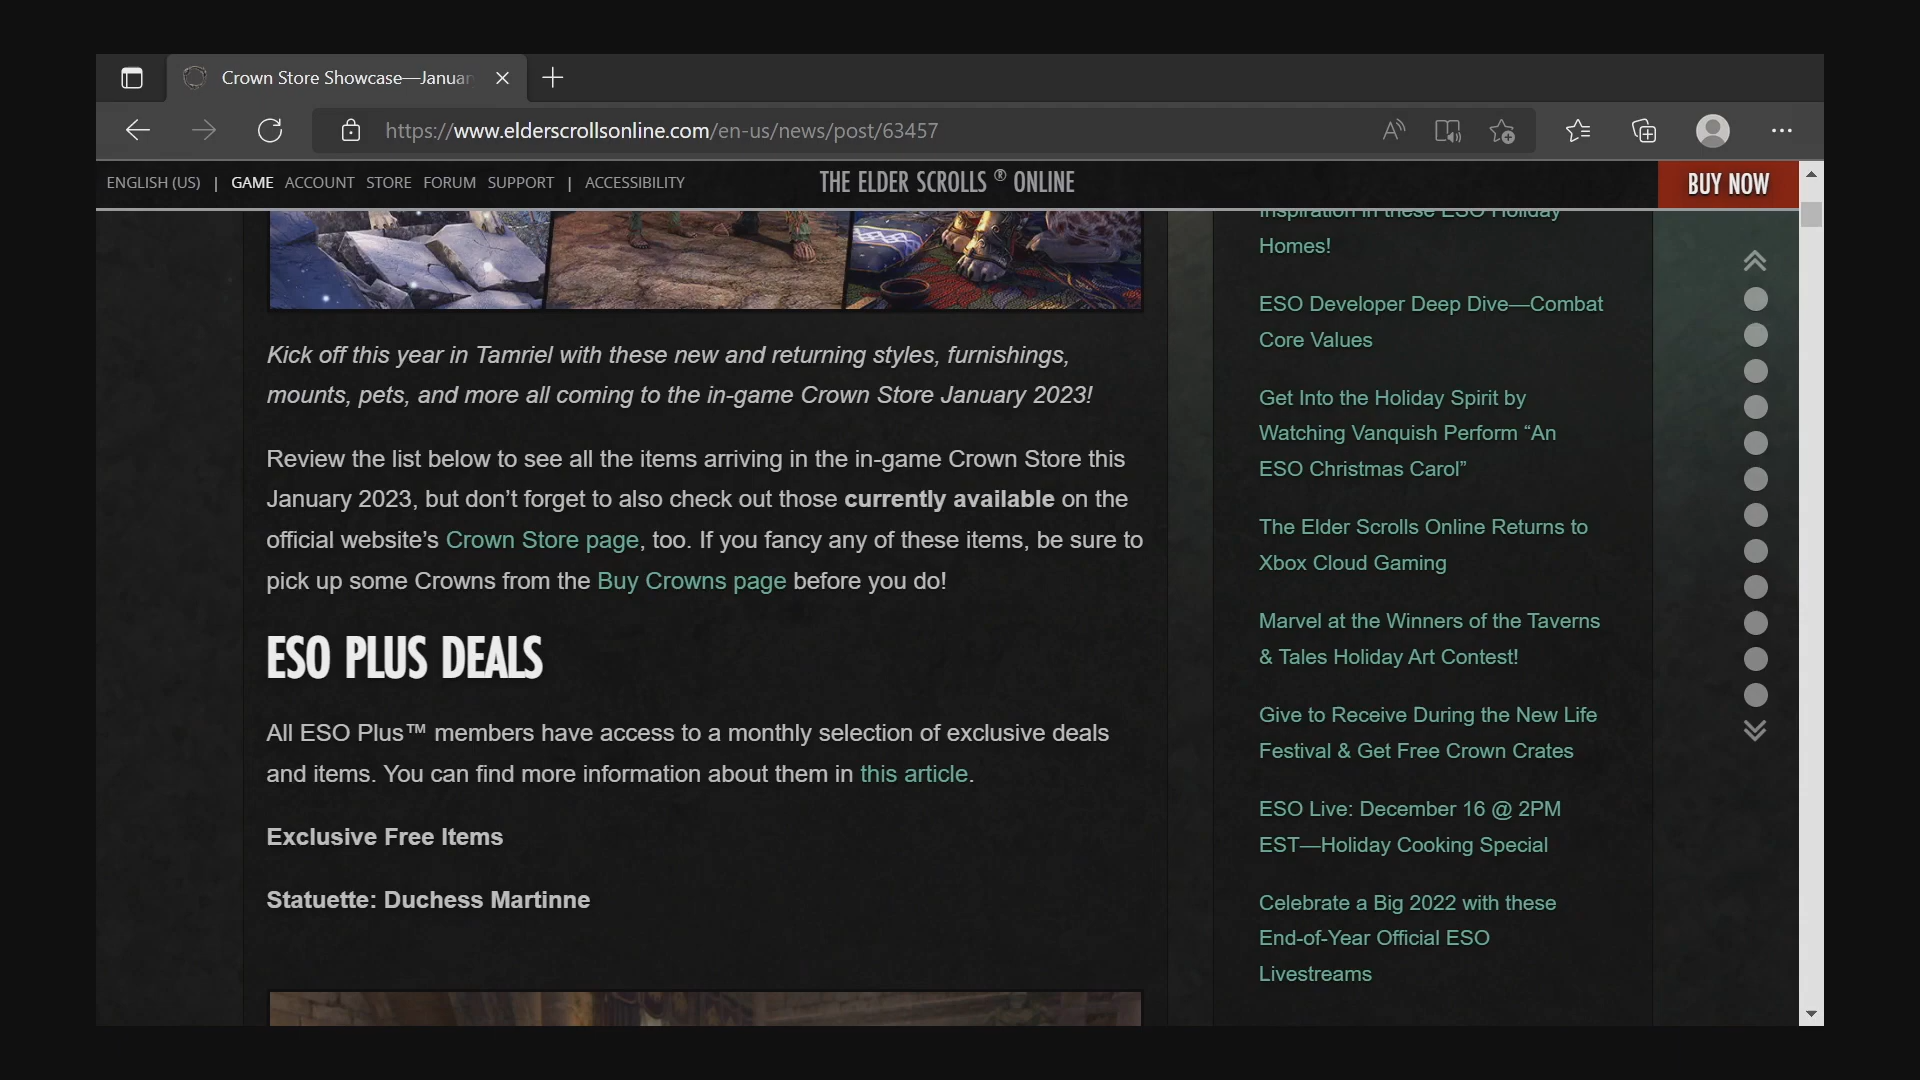 Crown Store Showcase—Januar
https://www.elderscrollsonline.com/en-us/news/post/63457
ENGLISH (US) | GAME ACCOUNT STORE FORUM SUPPORT | ACCESSIBILITY
THE ELDER SCROLLS ® ONLINE
BUY NOW
Kick off this year in Tamriel with these new and returning styles, furnishings,
mounts, pets, and more all coming to the in-game Crown Store January 2023!
Review the list below to see all the items arriving in the in-game Crown Store this
January 2023, but don’t forget to also check out those currently available on the
official website’s Crown Store page, too. If you fancy any of these items, be sure to
pick up some Crowns from the Buy Crowns page before you do!
ESO PLUS DEALS
All ESO Plus™ members have access to a monthly selection of exclusive deals
and items. You can find more information about them in this article.
Exclusive Free Items
Statuette: Duchess Martinne
Inspiration in these ESO Holiday
Homes!
ESO Developer Deep Dive—Combat
Core Values
Get Into the Holiday Spirit by
Watching Vanquish Perform “An
ESO Christmas Carol”
The Elder Scrolls Online Returns to
Xbox Cloud Gaming
Marvel at the Winners of the Taverns
& Tales Holiday Art Contest!
Give to Receive During the New Life
Festival & Get Free Crown Crates
ESO Live: December 16 @ 2PM
EST—Holiday Cooking Special
Celebrate a Big 2022 with these
End-of-Year Official ESO
Livestreams